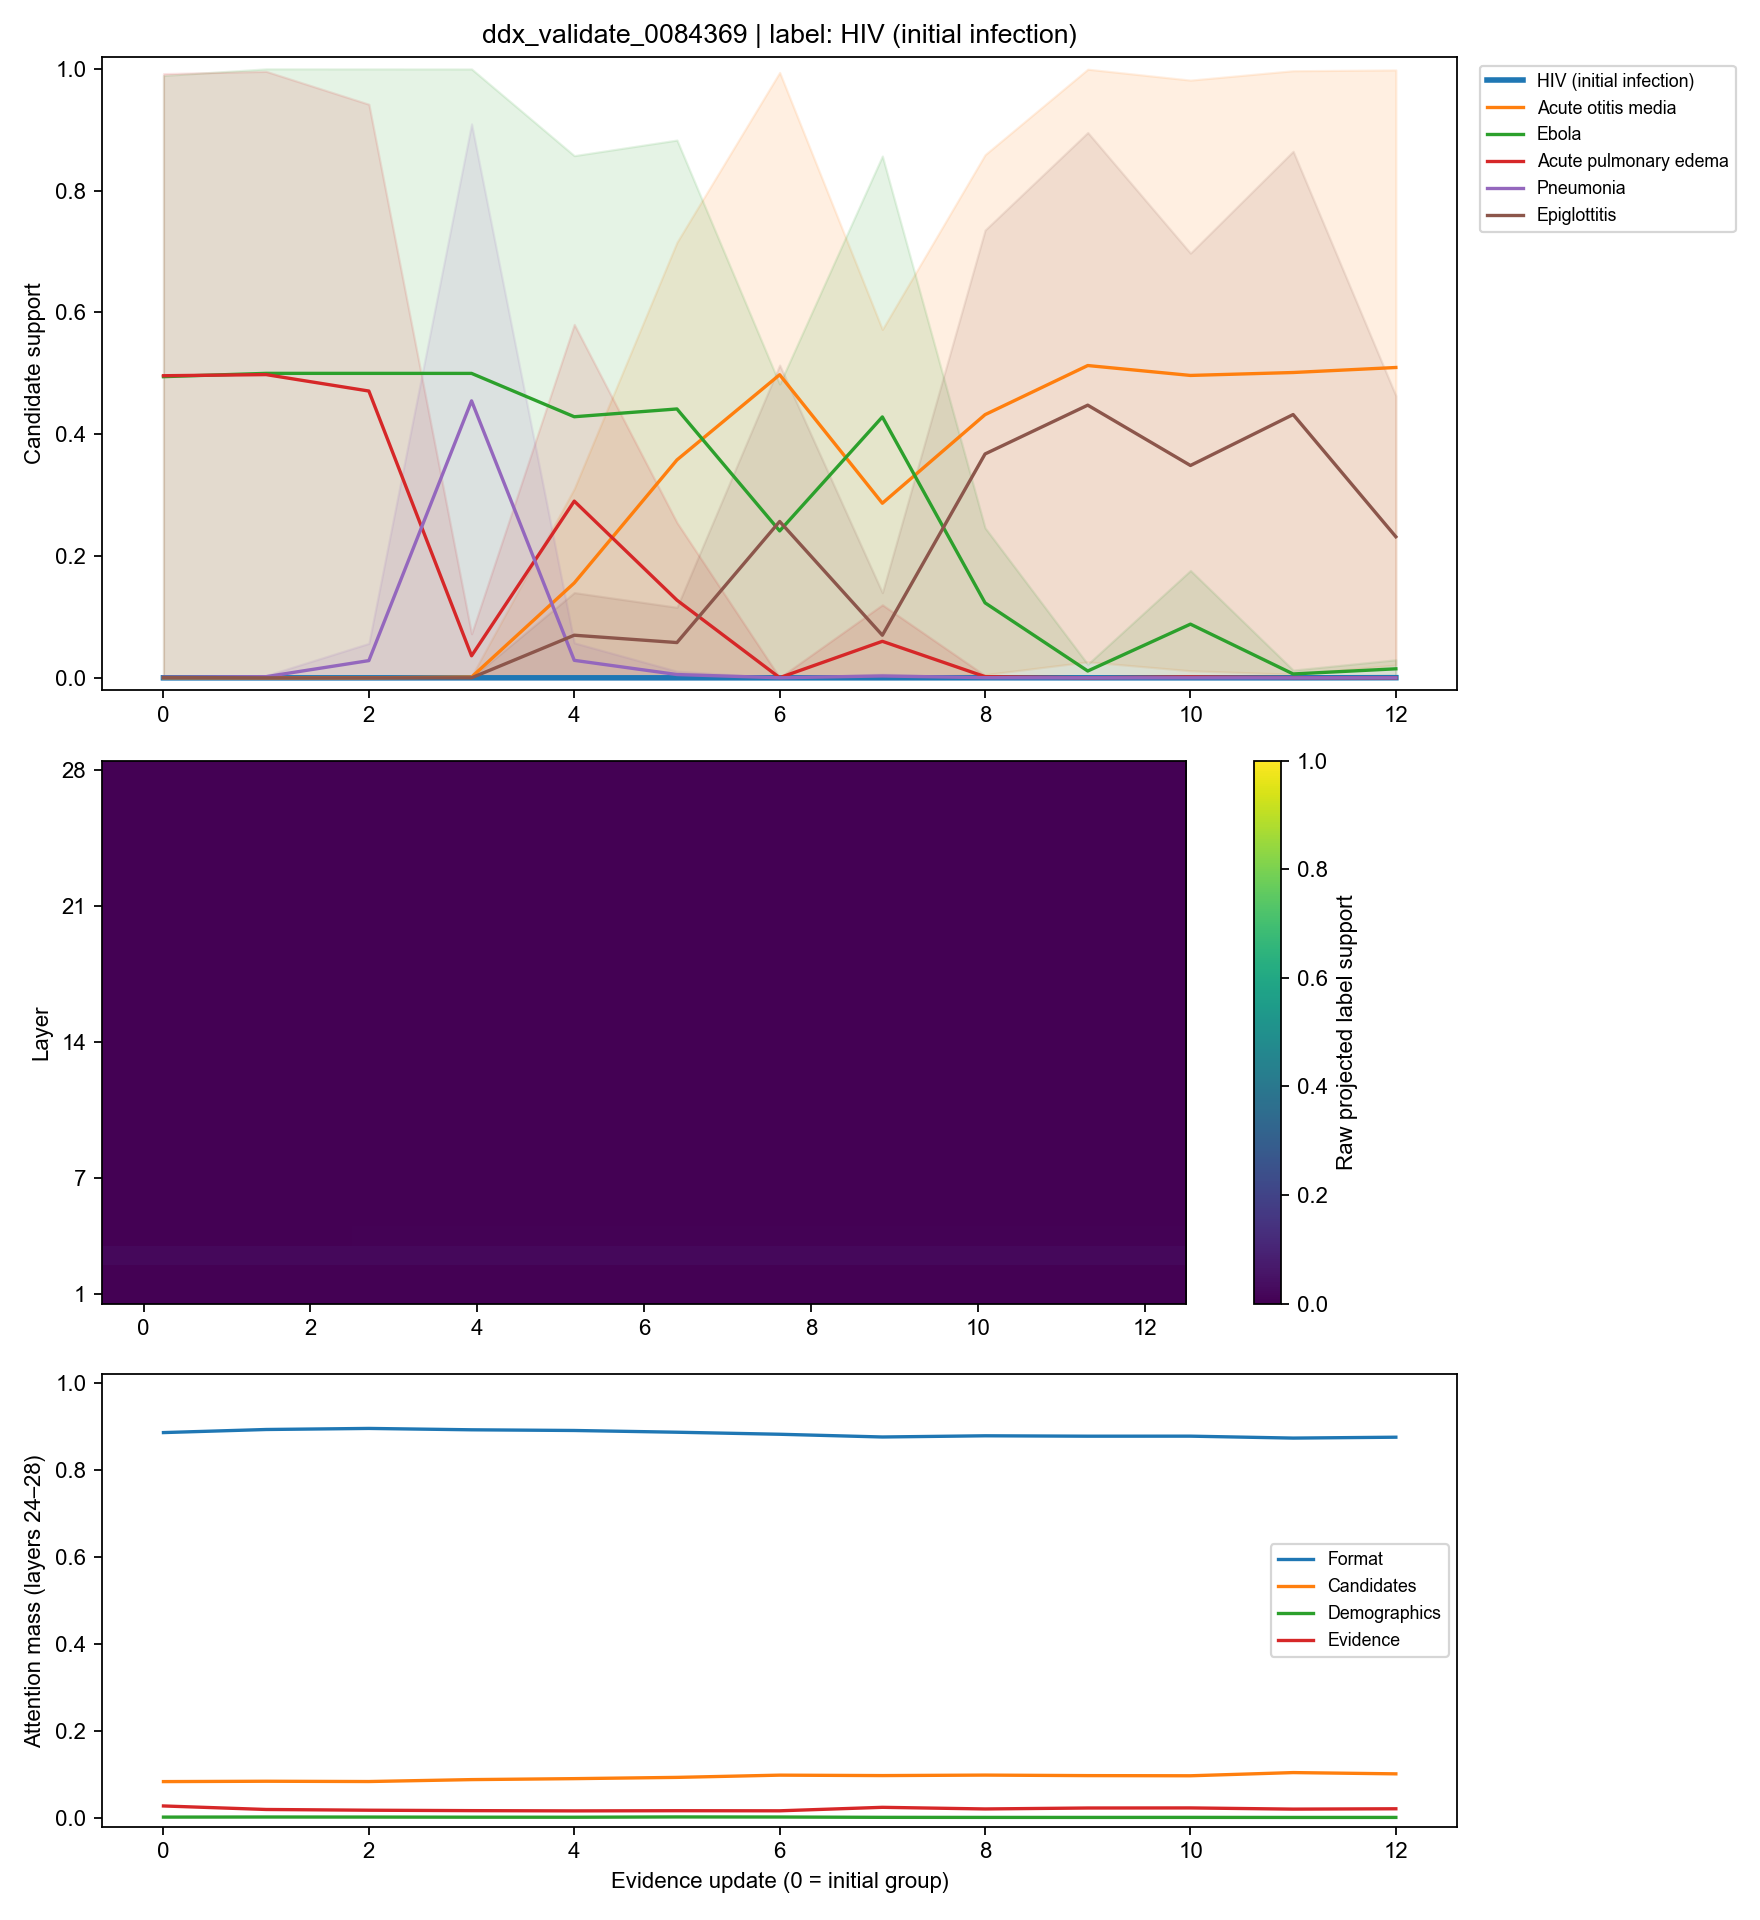 ddx_validate_0084369 | label: HIV (initial infection)
Candidate support
1.0
0.8
0.6
0.4
0.2
0.0
0 2 4 6 8 10 12
HIV (initial infection)
Acute otitis media
Ebola
Acute pulmonary edema
Pneumonia
Epiglottitis
Layer
28
21
14
7
1
0 2 4 6 8 10 12
1.0
0.8
0.6
0.4
0.2
0.0
Raw projected label support
Attention mass (layers 24–28)
1.0
0.8
0.6
0.4
0.2
0.0
Format
Candidates
Demographics
Evidence
0 2 4 6 8 10 12
Evidence update (0 = initial group)